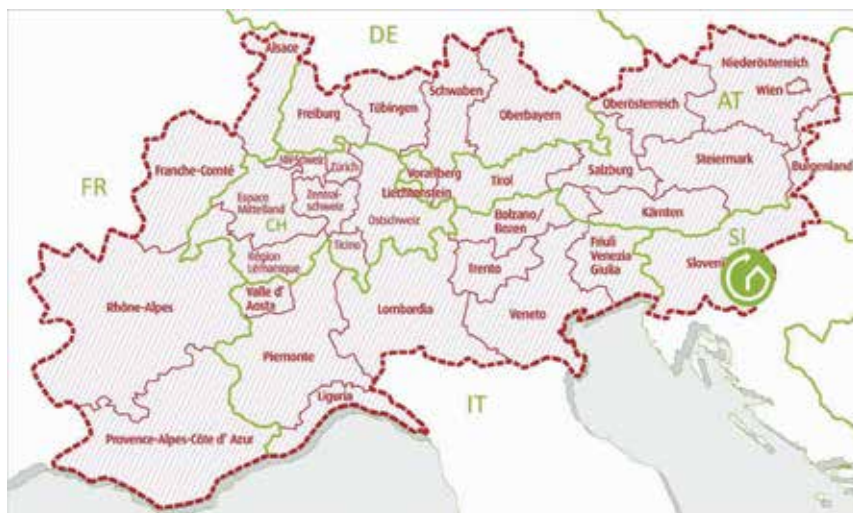 DE
Alsace
Niederösterreich
Wien
Schwaben
Freiburg
Tübingen
Oberbayern
Oberösterreich
AT
Franche-Comté
FR
Zürich
Vorarlberg
Liechtenstein
Tirol
Salzburg
Steiermark
Burgenland
Espace
Mittelland
CH
Zentral-
schweiz
Ostschweiz
Bolzano/
Bozen
Kärnten
SI
Région
Lémanique
Ticino
Trento
Friuli
Venezia
Giulia
Rhône-Alpes
Valle d'
Aosta
Lombardia
Veneto
Piemonte
Liguria
IT
Provence-Alpes-Côte d' Azur